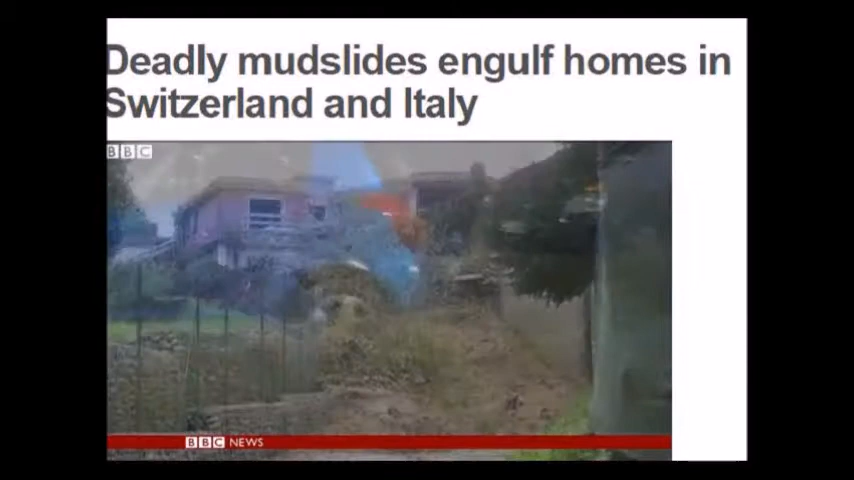 Deadly mudslides engulf homes in
Switzerland and Italy
BBC
BBC NEWS